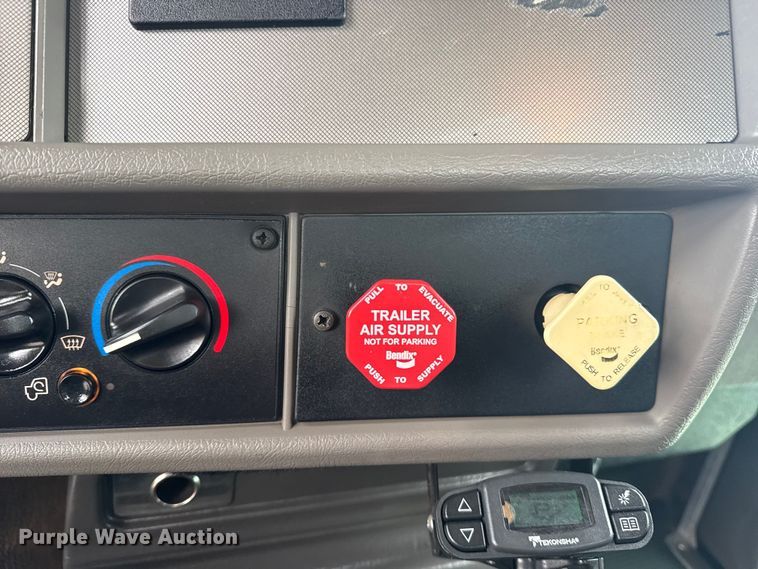 PULL TO EVACUATE
TRAILER
AIR SUPPLY
NOT FOR PARKING
Bendix
PUSH TO SUPPLY
TO
PARKING
Bendix
PUSH TO RELEASE
TEKONSHA
Purple Wave Auction